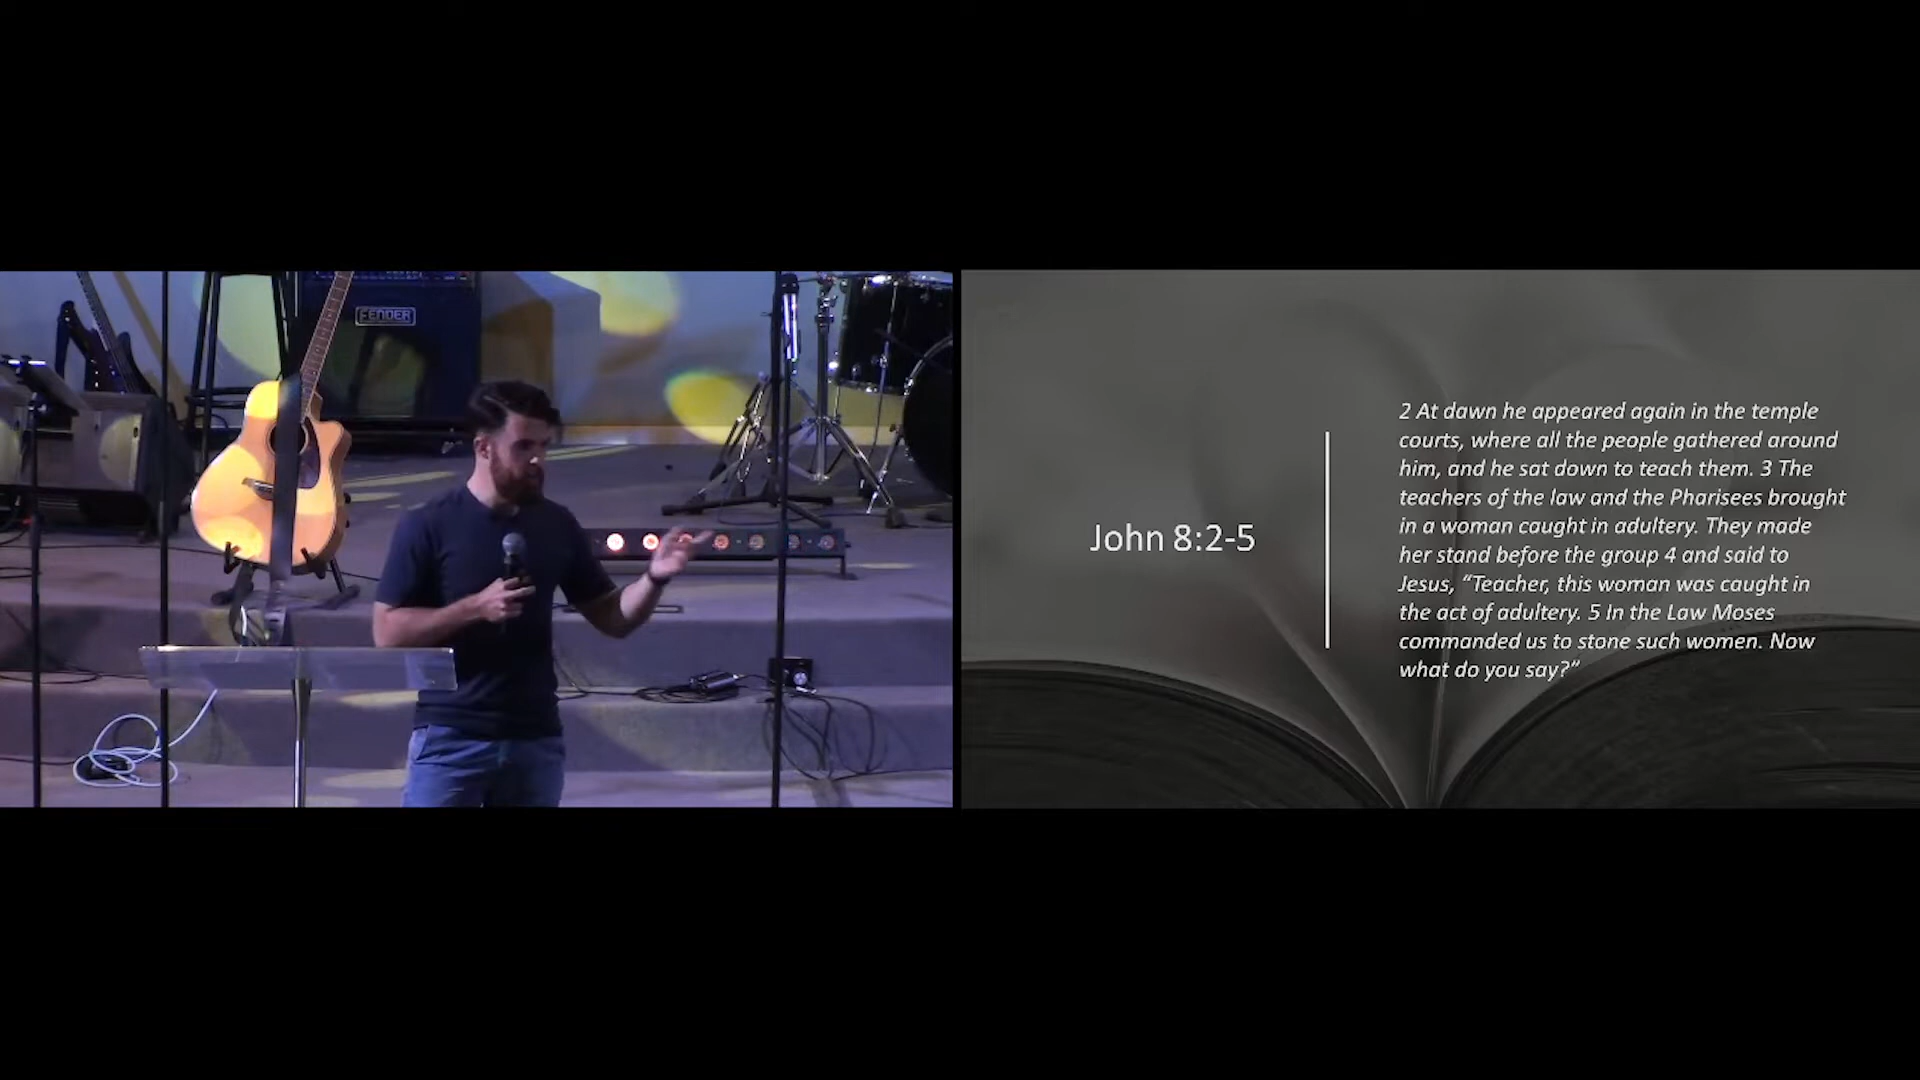 FENDER
John 8:2-5
2 At dawn he appeared again in the temple
courts, where all the people gathered around
him, and he sat down to teach them. 3 The
teachers of the law and the Pharisees brought
in a woman caught in adultery. They made
her stand before the group 4 and said to
Jesus, “Teacher, this woman was caught in
the act of adultery. 5 In the Law Moses
commanded us to stone such women. Now
what do you say?”